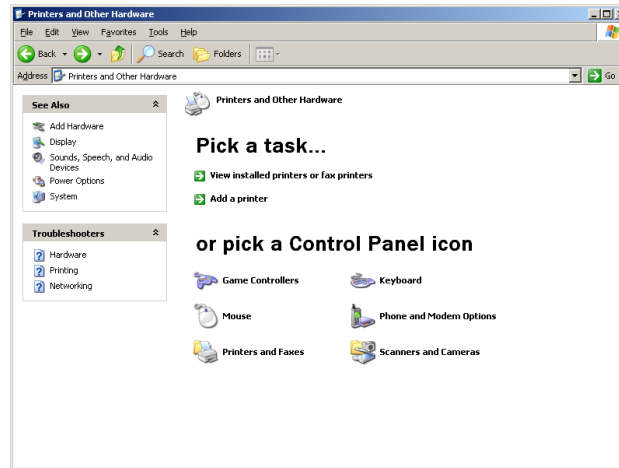 Printers and Other Hardware
File Edit View Favorites Tools Help
Back Search Folders
Address Printers and Other Hardware Go
See Also
Add Hardware
Display
Sounds, Speech, and Audio
Devices
Power Options
System
Troubleshooters
Hardware
Printing
Networking
Printers and Other Hardware
Pick a task...
View installed printers or fax printers
Add a printer
or pick a Control Panel icon
Game Controllers Keyboard
Mouse Phone and Modem Options
Printers and Faxes Scanners and Cameras